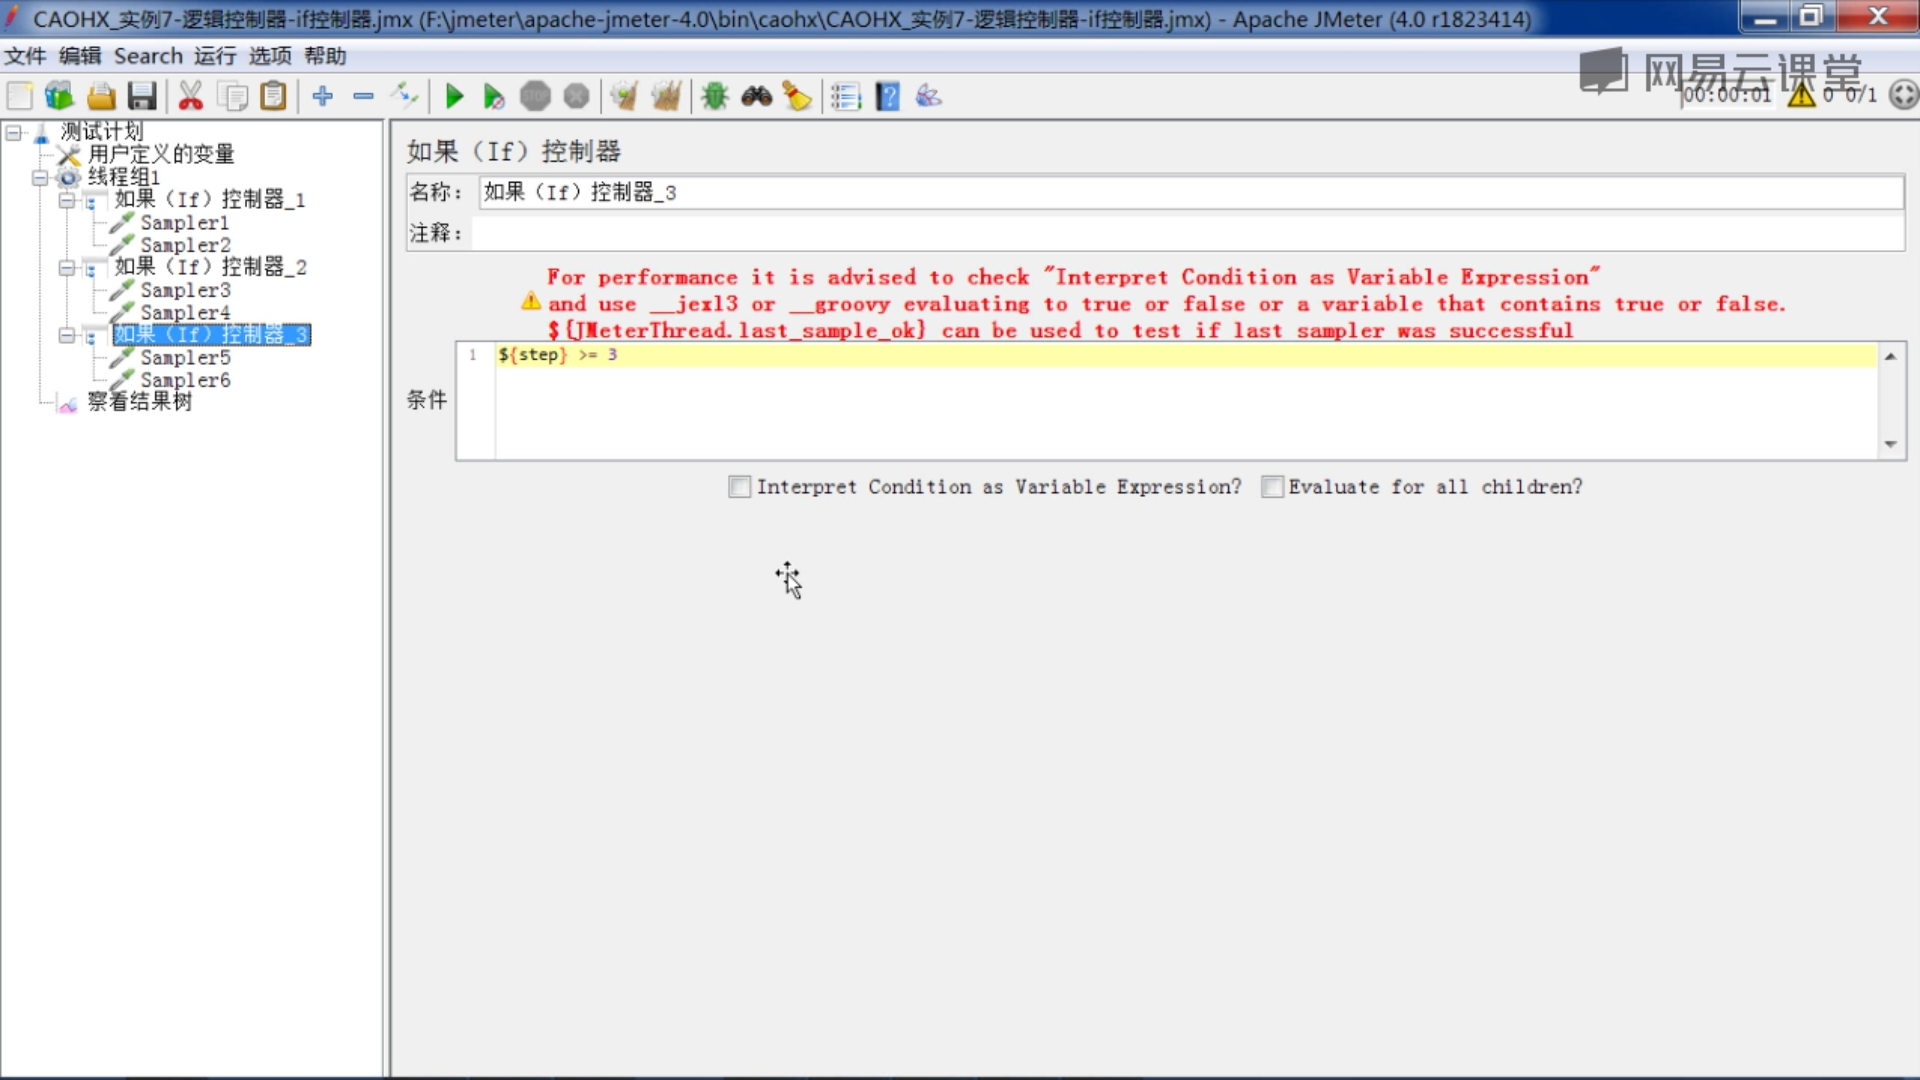 CAOHX_实例7-逻辑控制器-if控制器.jmx (F:\jmeter\apache-jmeter-4.0\bin\caohx\CAOHX_实例7-逻辑控制器-if控制器.jmx) - Apache JMeter (4.0 r1823414)
文件 编辑 Search 运行 选项 帮助
网易云课堂
00:00:01 0 0/1
测试计划
用户定义的变量
线程组1
如果（If）控制器_1
Sampler1
Sampler2
如果（If）控制器_2
Sampler3
Sampler4
如果（If）控制器_3
Sampler5
Sampler6
察看结果树
如果（If）控制器
名称： 如果（If）控制器_3
注释：
For performance it is advised to check "Interpret Condition as Variable Expression"
and use __jexl3 or __groovy evaluating to true or false or a variable that contains true or false.
${JMeterThread.last_sample_ok} can be used to test if last sampler was successful
1 ${step} >= 3
条件
Interpret Condition as Variable Expression? Evaluate for all children?